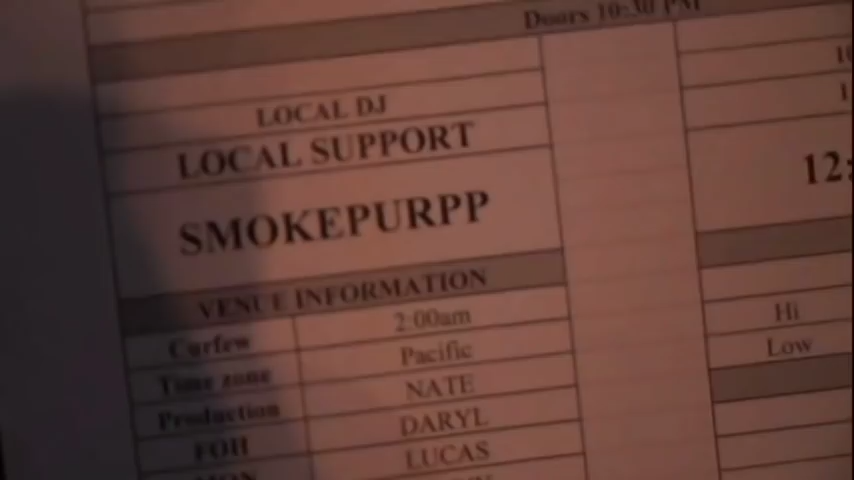 Doors 10:30 PM
LOCAL DJ
LOCAL SUPPORT
SMOKEPURPP 12:
VENUE INFORMATION
Curfew 2:00am Hi
Time zone Pacific Low
Production NATE
FOH DARYL
LUCAS